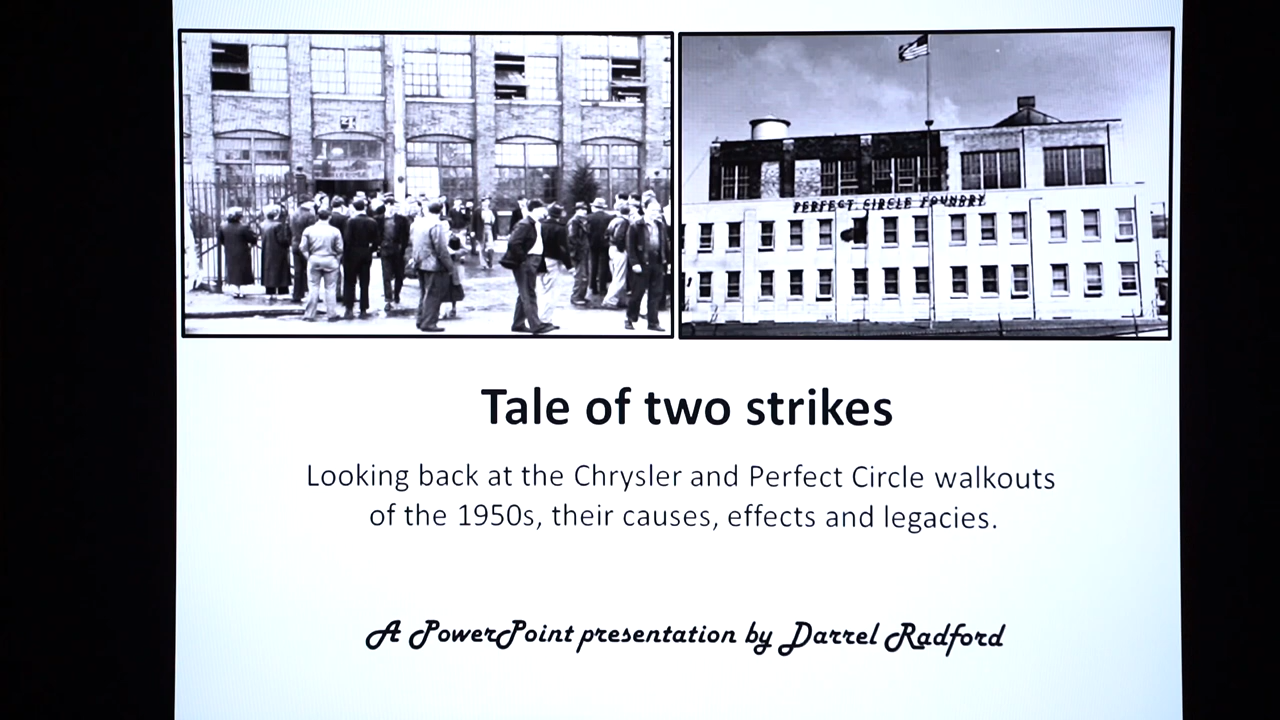 PERFECT CIRCLE FOUNDRY
Tale of two strikes
Looking back at the Chrysler and Perfect Circle walkouts
of the 1950s, their causes, effects and legacies.
A PowerPoint presentation by Darrel Radford